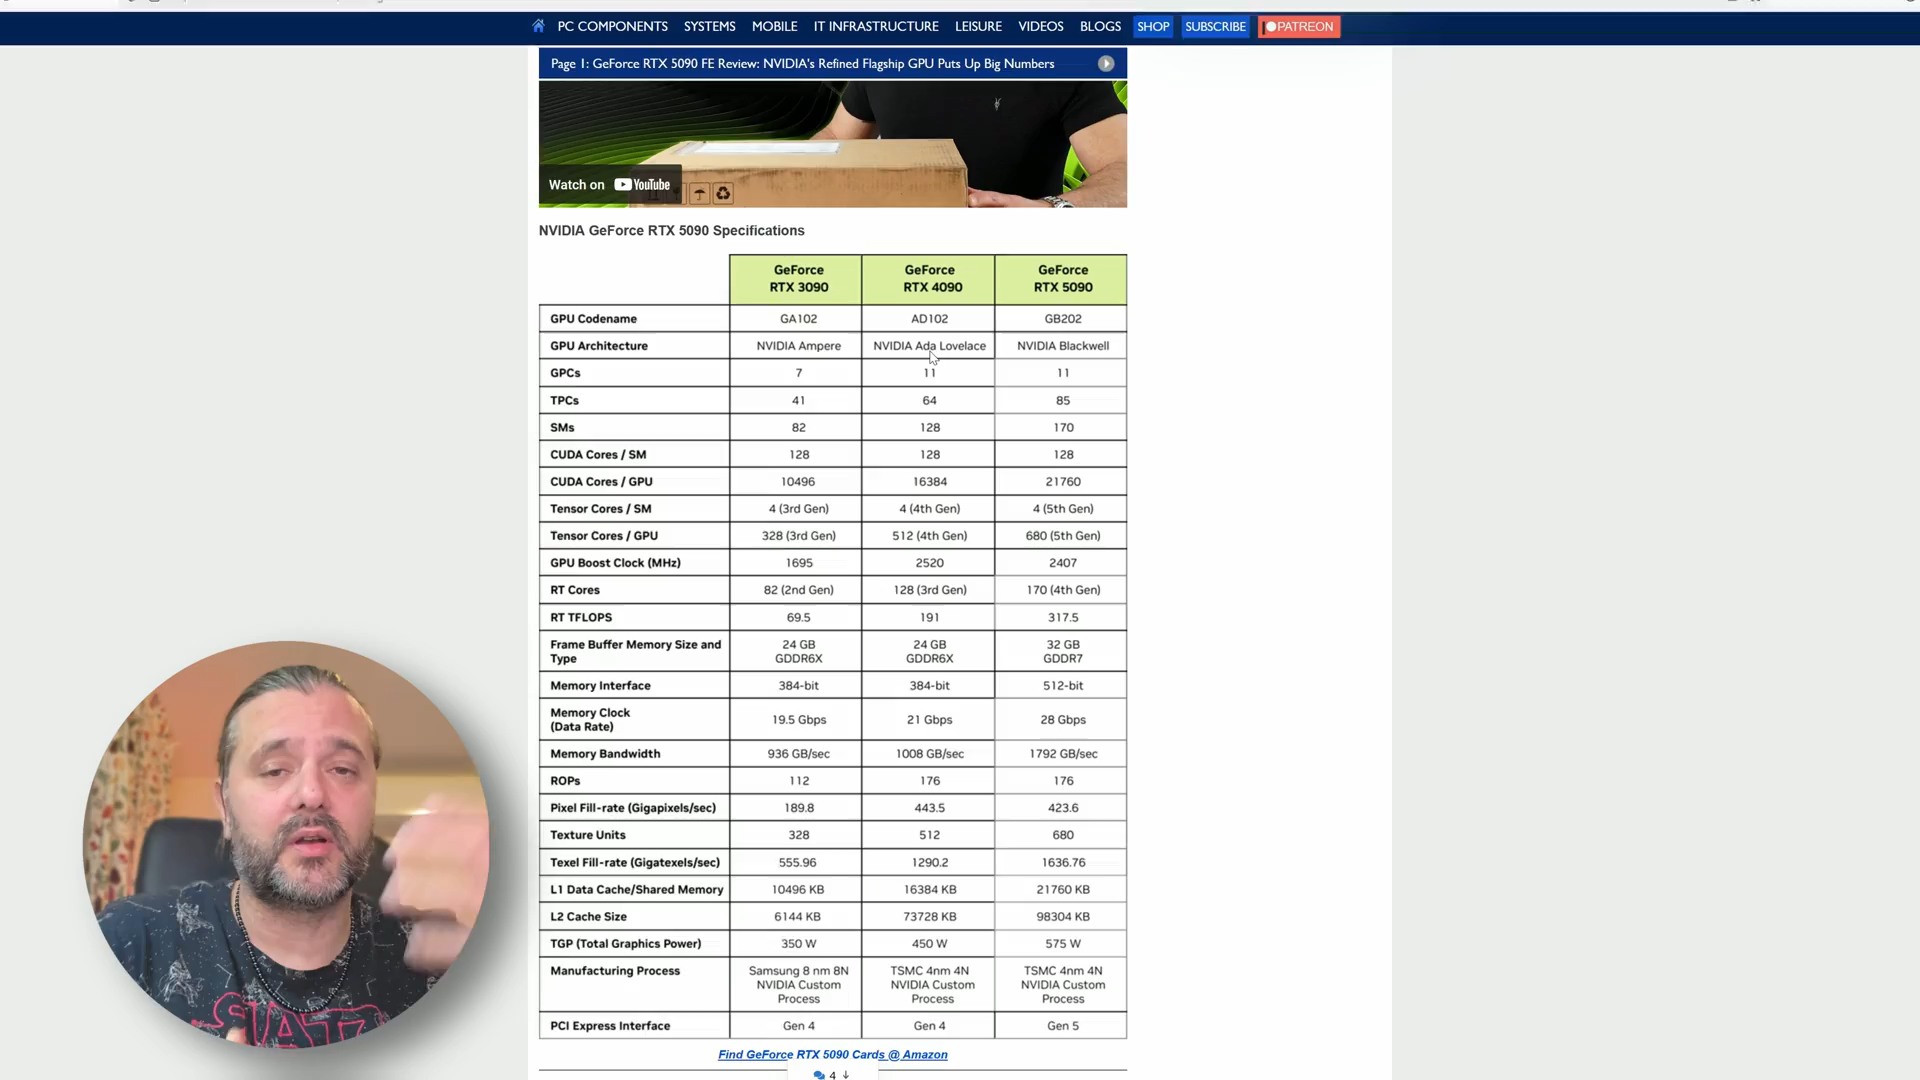 PC COMPONENTS SYSTEMS MOBILE IT INFRASTRUCTURE LEISURE VIDEOS BLOGS SHOP SUBSCRIBE PATREON
Page 1: GeForce RTX 5090 FE Review: NVIDIA's Refined Flagship GPU Puts Up Big Numbers
Watch on YouTube
NVIDIA GeForce RTX 5090 Specifications
GeForce RTX 3090 GeForce RTX 4090 GeForce RTX 5090
GPU Codename GA102 AD102 GB202
GPU Architecture NVIDIA Ampere NVIDIA Ada Lovelace NVIDIA Blackwell
GPCs 7 11 11
TPCs 41 64 85
SMs 82 128 170
CUDA Cores / SM 128 128 128
CUDA Cores / GPU 10496 16384 21760
Tensor Cores / SM 4 (3rd Gen) 4 (4th Gen) 4 (5th Gen)
Tensor Cores / GPU 328 (3rd Gen) 512 (4th Gen) 680 (5th Gen)
GPU Boost Clock (MHz) 1695 2520 2407
RT Cores 82 (2nd Gen) 128 (3rd Gen) 170 (4th Gen)
RT TFLOPS 69.5 191 317.5
Frame Buffer Memory Size and Type 24 GB GDDR6X 24 GB GDDR6X 32 GB GDDR7
Memory Interface 384-bit 384-bit 512-bit
Memory Clock (Data Rate) 19.5 Gbps 21 Gbps 28 Gbps
Memory Bandwidth 936 GB/sec 1008 GB/sec 1792 GB/sec
ROPs 112 176 176
Pixel Fill-rate (Gigapixels/sec) 189.8 443.5 423.6
Texture Units 328 512 680
Texel Fill-rate (Gigatexels/sec) 555.96 1290.2 1636.76
L1 Data Cache/Shared Memory 10496 KB 16384 KB 21760 KB
L2 Cache Size 6144 KB 73728 KB 98304 KB
TGP (Total Graphics Power) 350 W 450 W 575 W
Manufacturing Process Samsung 8 nm 8N NVIDIA Custom Process TSMC 4nm 4N NVIDIA Custom Process TSMC 4nm 4N NVIDIA Custom Process
PCI Express Interface Gen 4 Gen 4 Gen 5
Find GeForce RTX 5090 Cards @ Amazon
4